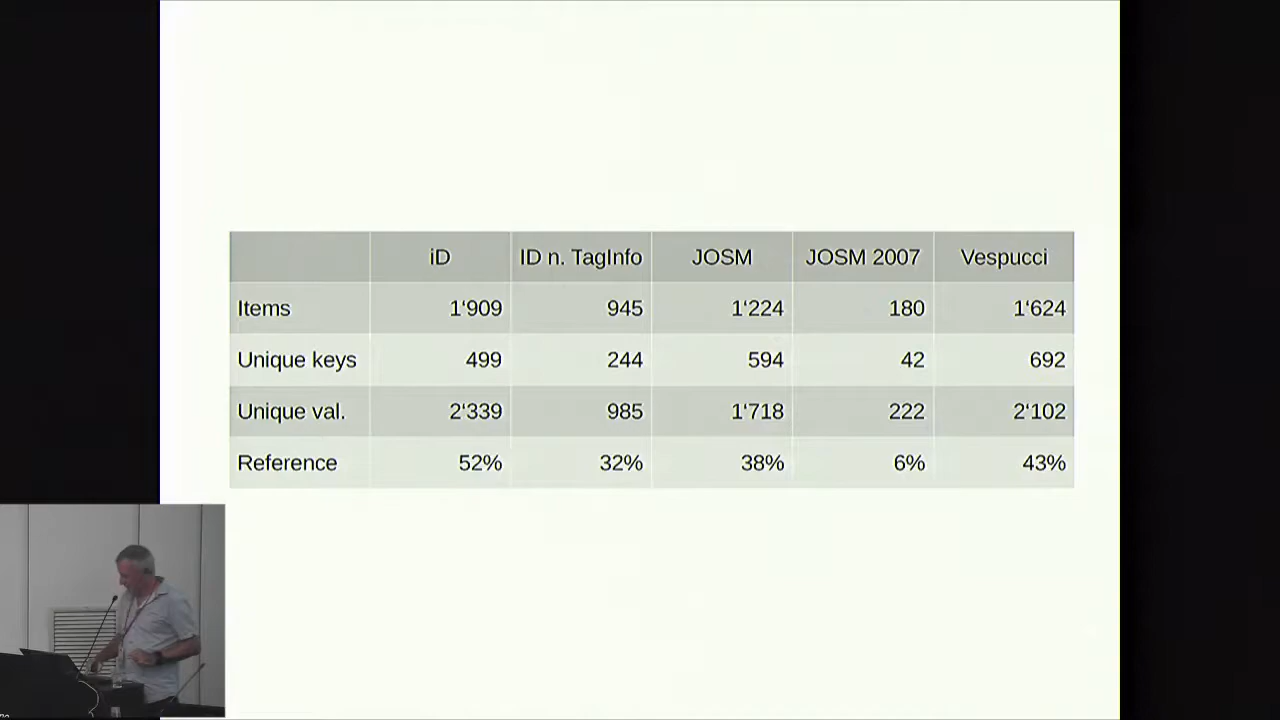 iD ID n. TagInfo JOSM JOSM 2007 Vespucci
Items 1‘909 945 1‘224 180 1‘624
Unique keys 499 244 594 42 692
Unique val. 2‘339 985 1‘718 222 2‘102
Reference 52% 32% 38% 6% 43%